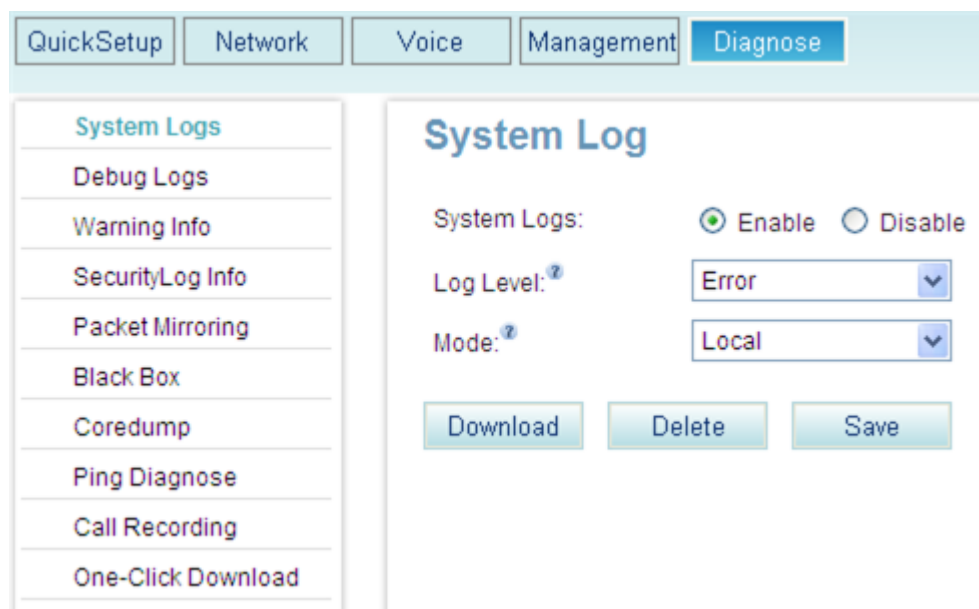 QuickSetup Network Voice Management Diagnose
System Logs
Debug Logs
Warning Info
SecurityLog Info
Packet Mirroring
Black Box
Coredump
Ping Diagnose
Call Recording
One-Click Download
System Log
System Logs: Enable Disable
Log Level:? Error
Mode:? Local
Download Delete Save